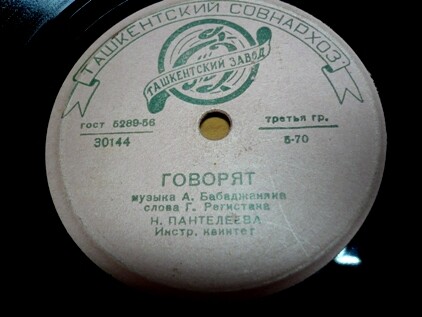 ТАШКЕНТСКИЙ СОВНАРХОЗ
ТАШКЕНТСКИЙ ЗАВОД
гост 5289-56
третья гр.
30144
5-70
ГОВОРЯТ
музыка А. Бабаджаняна
слова Г. Регистана
Н. ПАНТЕЛЕЕВА
Инстр. квинтет